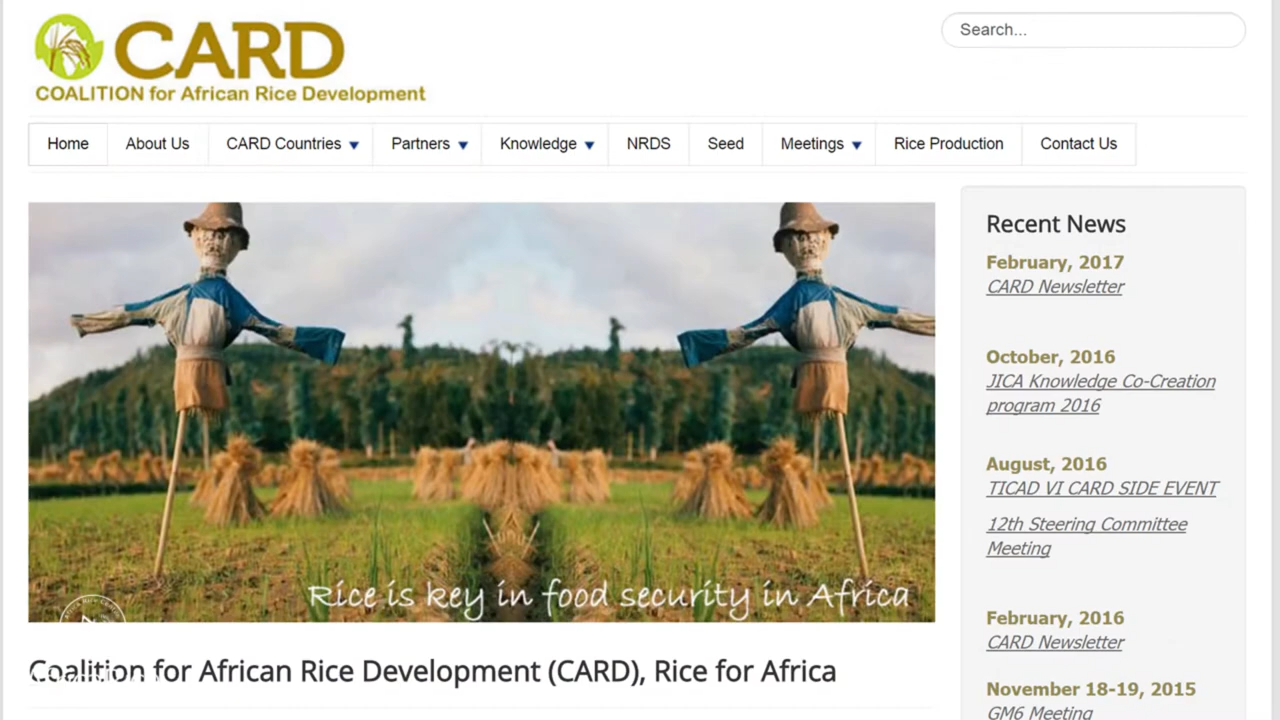 CARD
COALITION for African Rice Development
Search...
Home About Us CARD Countries Partners Knowledge NRDS Seed Meetings Rice Production Contact Us
Rice is key in food security in Africa
Coalition for African Rice Development (CARD), Rice for Africa
Recent News
February, 2017
CARD Newsletter
October, 2016
JICA Knowledge Co-Creation
program 2016
August, 2016
TICAD VI CARD SIDE EVENT
12th Steering Committee
Meeting
February, 2016
CARD Newsletter
November 18-19, 2015
GM6 Meeting